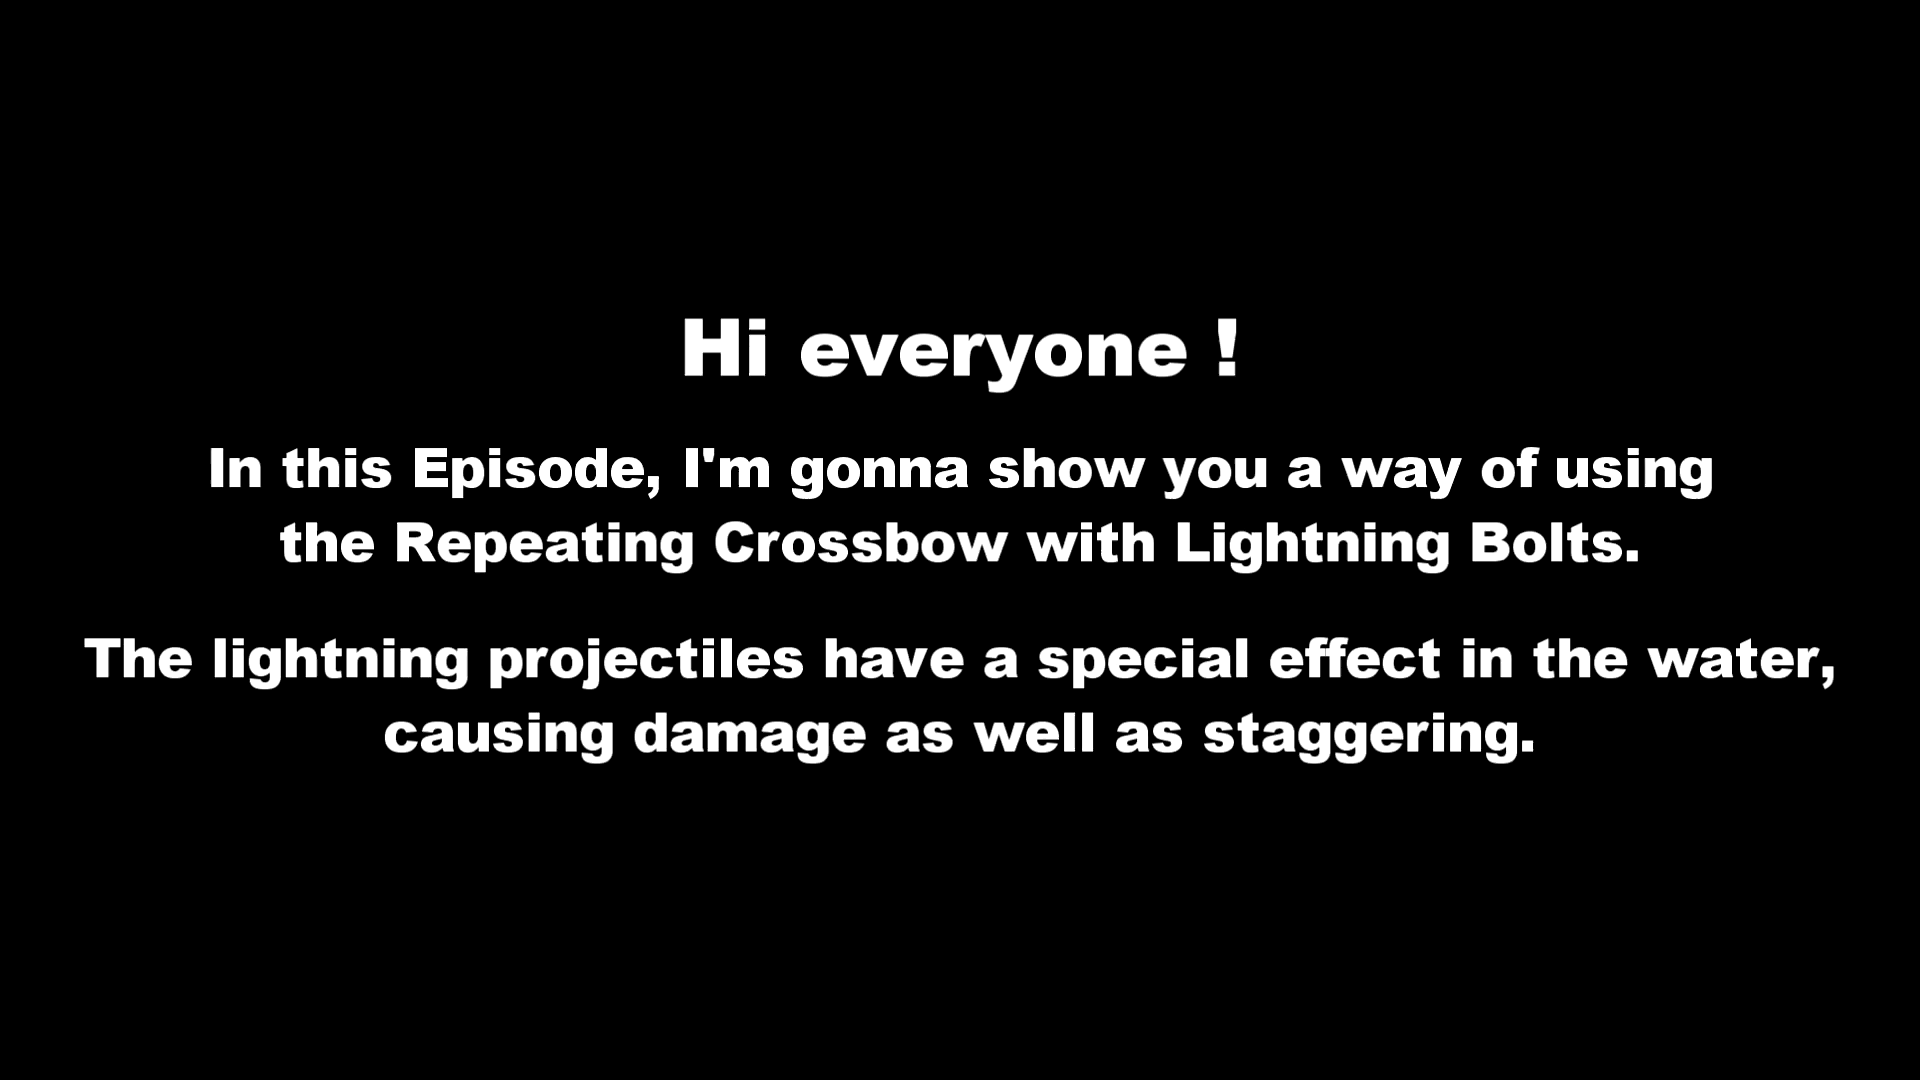 Hi everyone !
In this Episode, I'm gonna show you a way of using
the Repeating Crossbow with Lightning Bolts.
The lightning projectiles have a special effect in the water,
causing damage as well as staggering.